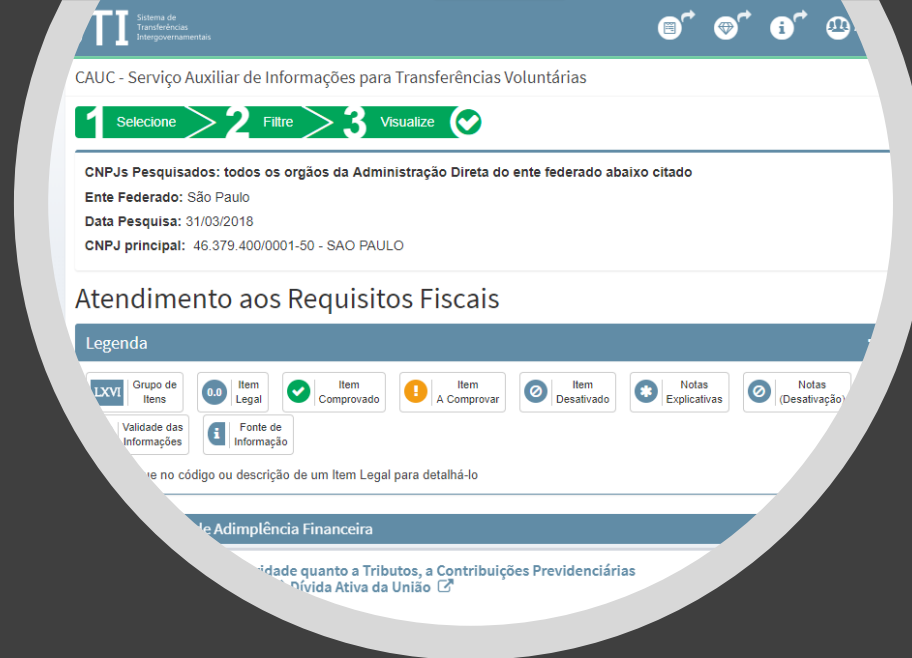 TI
Sistema de
Transferências
Intergovernamentais
CAUC - Serviço Auxiliar de Informações para Transferências Voluntárias
1 Selecione 2 Filtre 3 Visualize
CNPJs Pesquisados: todos os orgãos da Administração Direta do ente federado abaixo citado
Ente Federado: São Paulo
Data Pesquisa: 31/03/2018
CNPJ principal: 46.379.400/0001-50 - SAO PAULO
Atendimento aos Requisitos Fiscais
Legenda
LXVI Grupo de Itens 0.0 Item Legal Item Comprovado Item A Comprovar Item Desativado Notas Explicativas Notas (Desativação)
Validade das Informações Fonte de Informação
no código ou descrição de um Item Legal para detalhá-lo
de Adimplência Financeira
quanto a Tributos, a Contribuições Previdenciárias
Dívida Ativa da União